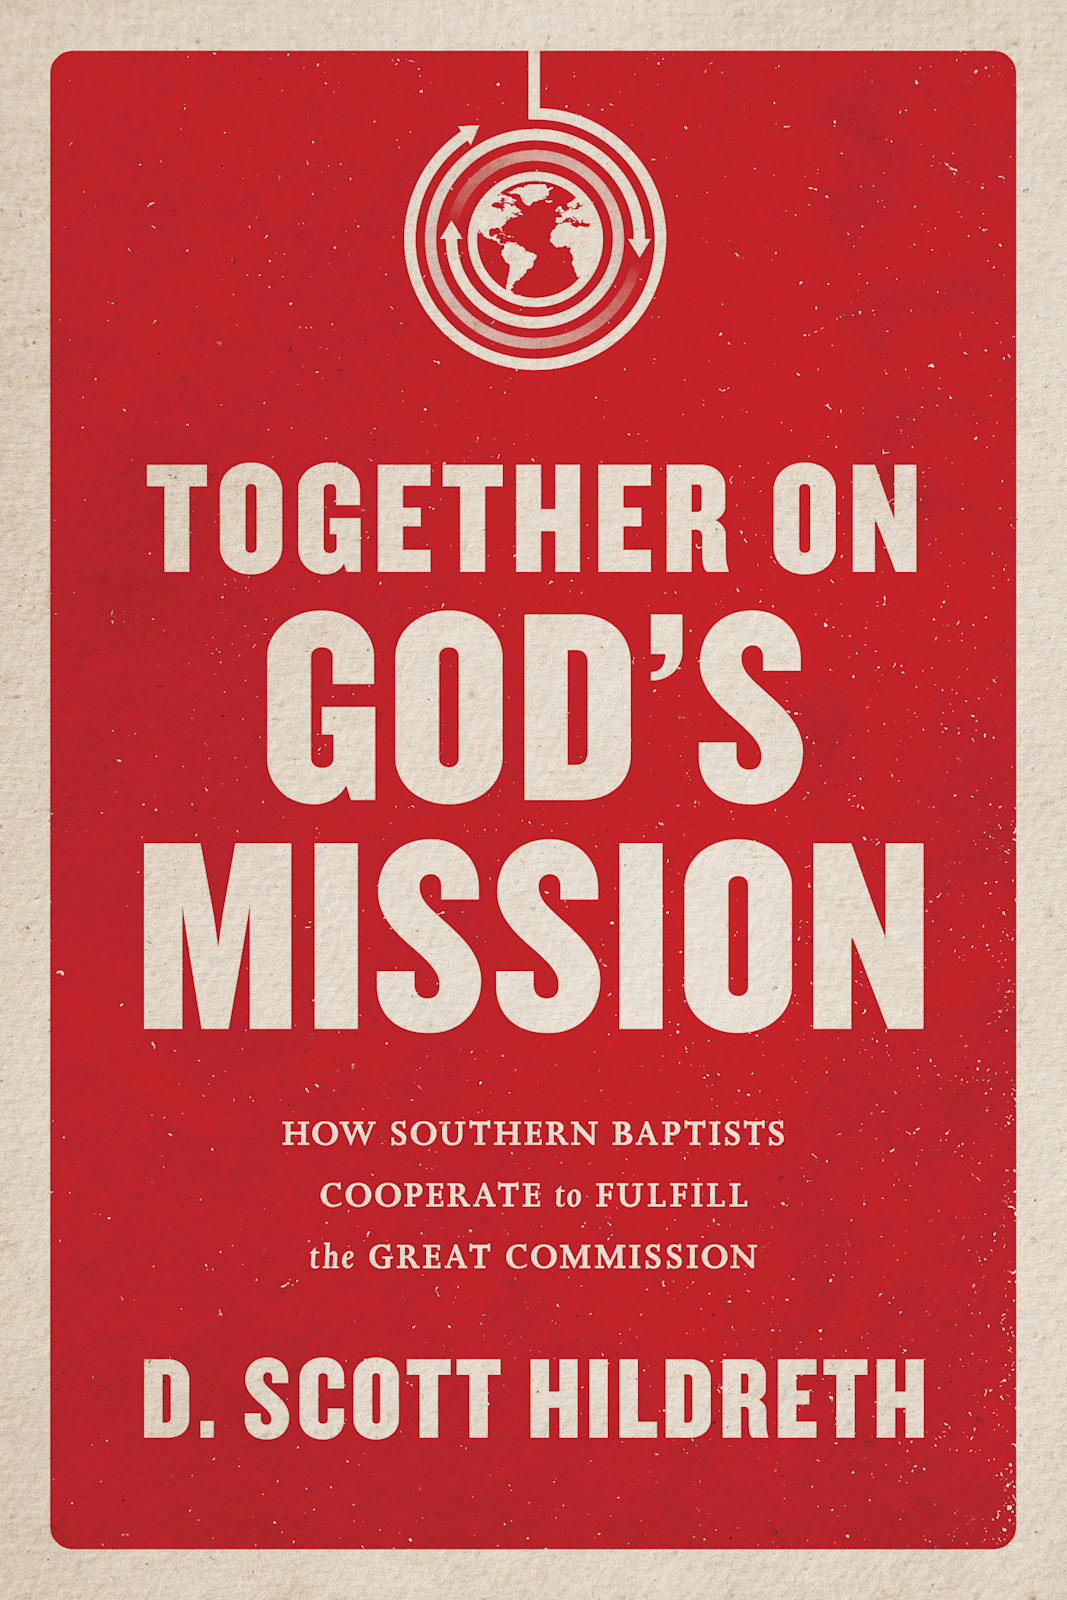 TOGETHER ON
GOD'S
MISSION
HOW SOUTHERN BAPTISTS
COOPERATE to FULFILL
the GREAT COMMISSION
D. SCOTT HILDRETH